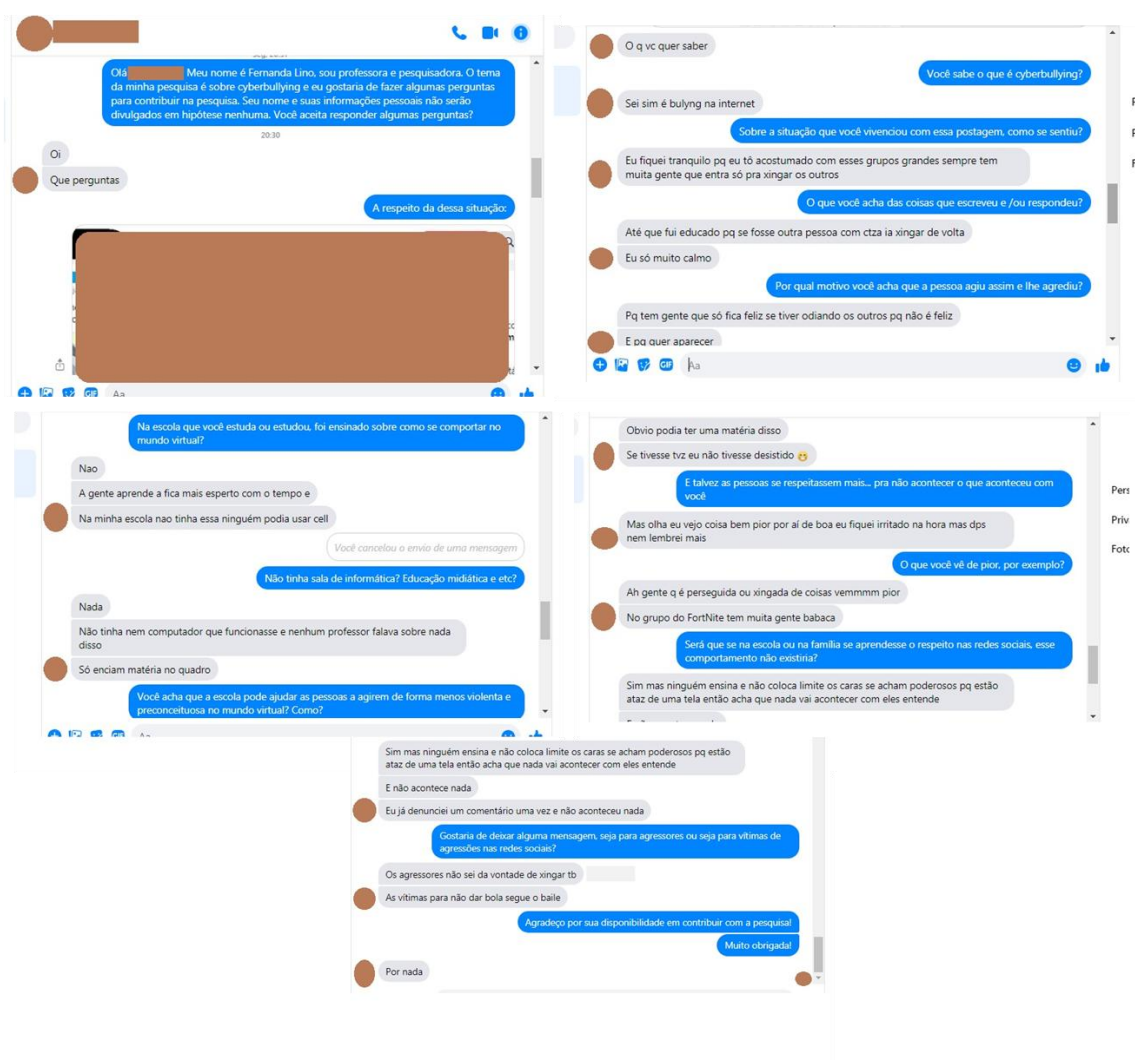 Olá Meu nome é Fernanda Lino, sou professora e pesquisadora. O tema
da minha pesquisa é sobre cyberbullying e eu gostaria de fazer algumas perguntas
para contribuir na pesquisa. Seu nome e suas informações pessoais não serão
divulgados em hipótese nenhuma. Você aceita responder algumas perguntas?
20:30
Oi
Que perguntas
A respeito da dessa situação:
Aa
O q vc quer saber
Você sabe o que é cyberbullying?
Sei sim é bulyng na internet
Sobre a situação que você vivenciou com essa postagem, como se sentiu?
Eu fiquei tranquilo pq eu tô acostumado com esses grupos grandes sempre tem
muita gente que entra só pra xingar os outros
O que você acha das coisas que escreveu e /ou respondeu?
Até que fui educado pq se fosse outra pessoa com ctza ia xingar de volta
Eu só muito calmo
Por qual motivo você acha que a pessoa agiu assim e lhe agrediu?
Pq tem gente que só fica feliz se tiver odiando os outros pq não é feliz
E pq quer aparecer
GIF
Aa
Na escola que você estuda ou estudou, foi ensinado sobre como se comportar no
mundo virtual?
Nao
A gente aprende a fica mais esperto com o tempo e
Na minha escola nao tinha essa ninguém podia usar cell
Você cancelou o envio de uma mensagem
Não tinha sala de informática? Educação midiática e etc?
Nada
Não tinha nem computador que funcionasse e nenhum professor falava sobre nada
disso
Só enciam matéria no quadro
Você acha que a escola pode ajudar as pessoas a agirem de forma menos violenta e
preconceituosa no mundo virtual? Como?
Obvio podia ter uma matéria disso
Se tivesse tvz eu não tivesse desistido
E talvez as pessoas se respeitassem mais... pra não acontecer o que aconteceu com
você
Mas olha eu vejo coisa bem pior por aí de boa eu fiquei irritado na hora mas dps
nem lembrei mais
O que você vê de pior, por exemplo?
Ah gente q é perseguida ou xingada de coisas vemmmm pior
No grupo do FortNite tem muita gente babaca
Será que se na escola ou na família se aprendesse o respeito nas redes sociais, esse
comportamento não existiria?
Sim mas ninguém ensina e não coloca limite os caras se acham poderosos pq estão
ataz de uma tela então acha que nada vai acontecer com eles entende
Pers
Priv
Foto
Sim mas ninguém ensina e não coloca limite os caras se acham poderosos pq estão
ataz de uma tela então acha que nada vai acontecer com eles entende
E não acontece nada
Eu já denunciei um comentário uma vez e não aconteceu nada
Gostaria de deixar alguma mensagem, seja para agressores ou seja para vítimas de
agressões nas redes sociais?
Os agressores não sei da vontade de xingar tb
As vítimas para não dar bola segue o baile
Agradeço por sua disponibilidade em contribuir com a pesquisa!
Muito obrigada!
Por nada